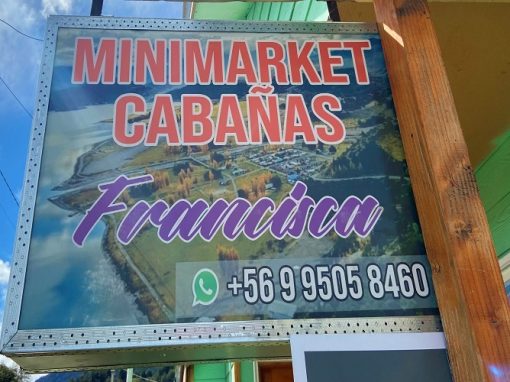 MINIMARKET
CABAÑAS
Francisca
+56 9 9505 8460